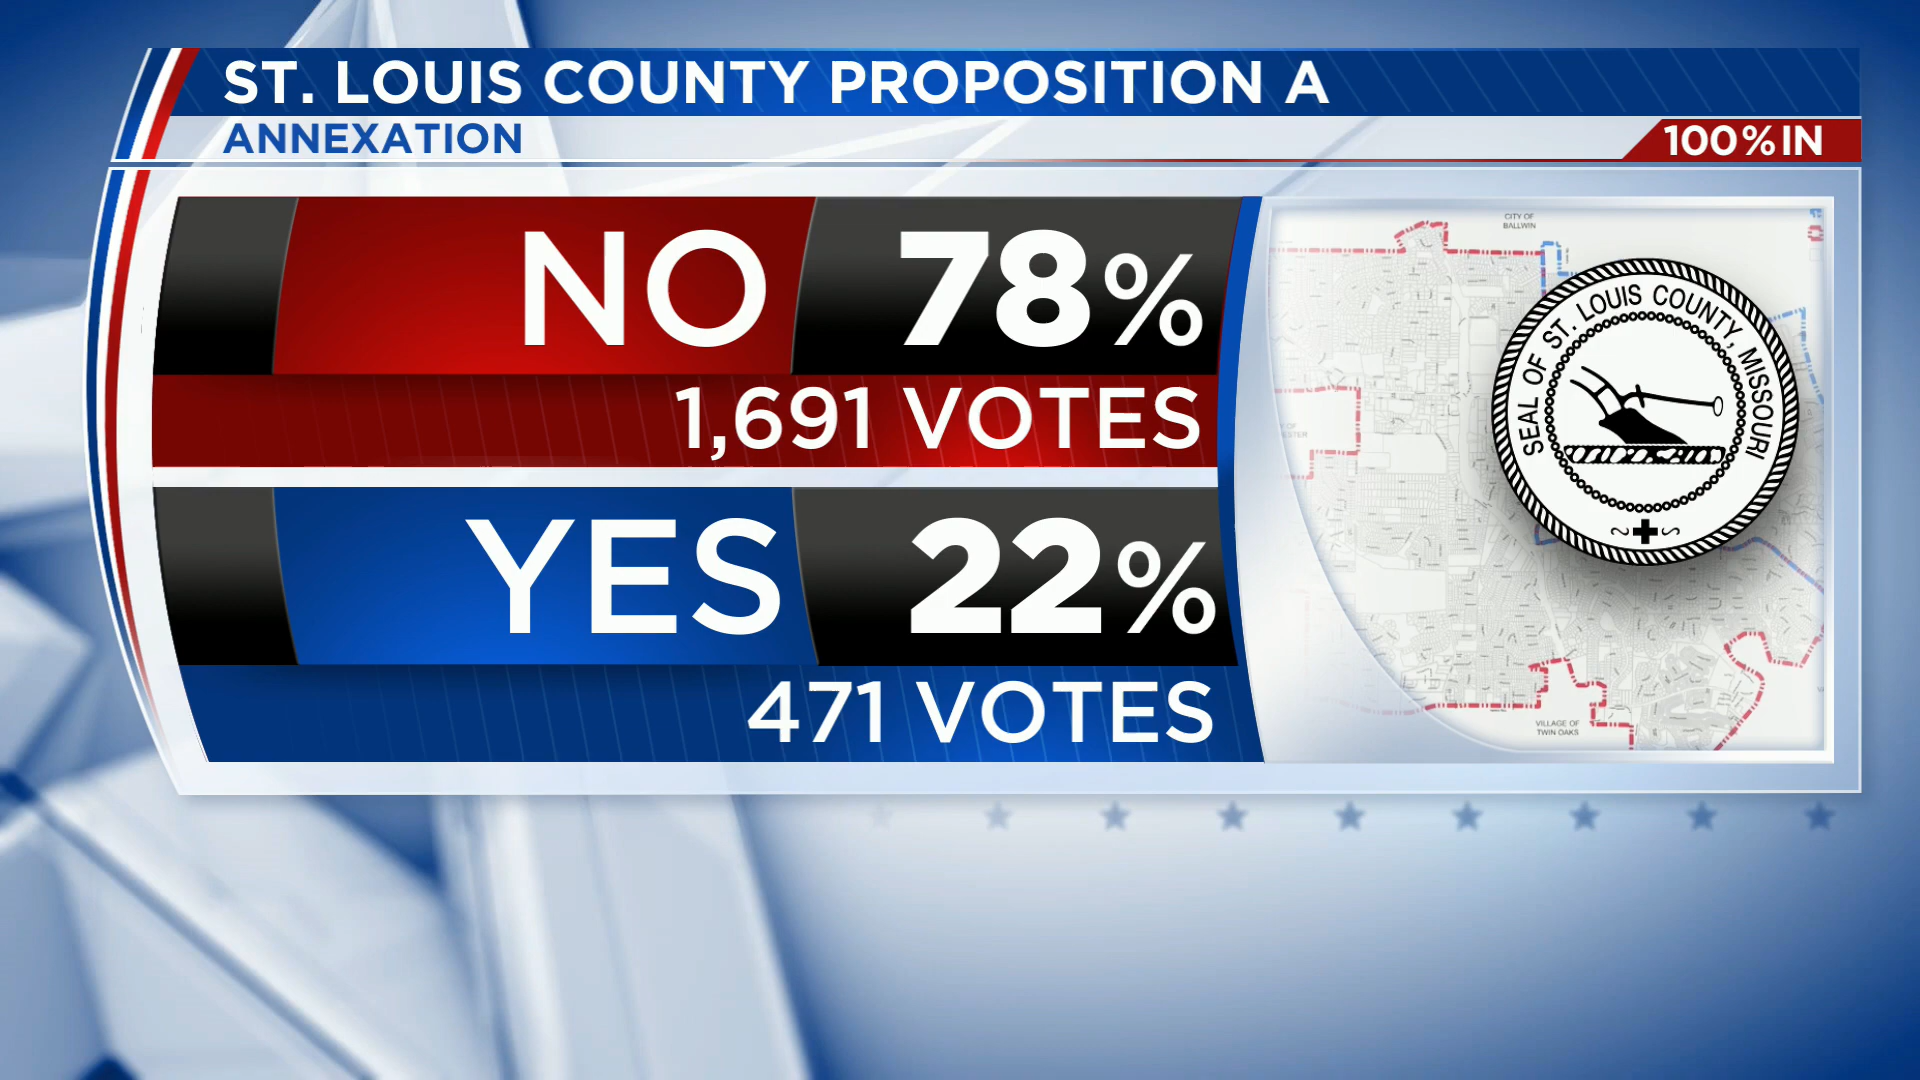 ST. LOUIS COUNTY PROPOSITION A
ANNEXATION
100% IN
NO 78%
1,691 VOTES
YES 22%
471 VOTES
CITY OF
BALLWIN
SEAL OF ST. LOUIS COUNTY, MISSOURI
VILLAGE OF
TWIN OAKS